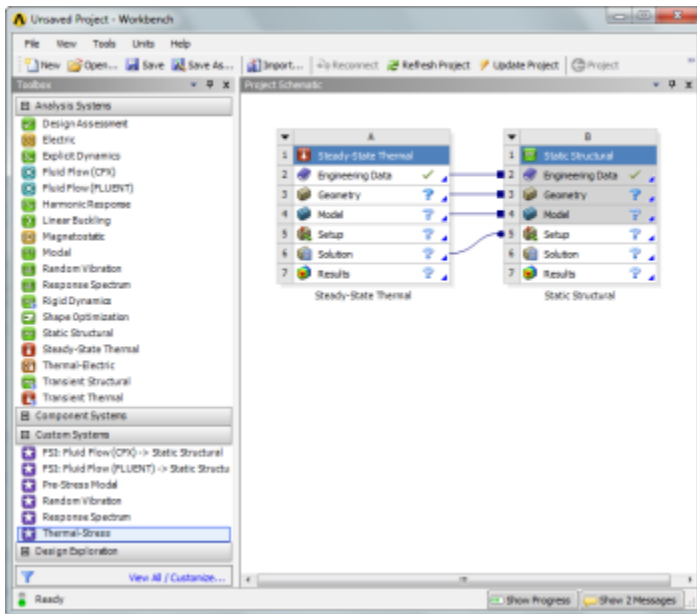 Unsaved Project - Workbench
File View Tools Units Help
New Open... Save Save As... Import... Reconnect Refresh Project Update Project Project
Toolbox
Project Schematic
Analysis Systems
Design Assessment
Electric
Explicit Dynamics
Fluid Flow (CFX)
Fluid Flow (FLUENT)
Harmonic Response
Linear Buckling
Magnetostatic
Modal
Random Vibration
Response Spectrum
Rigid Dynamics
Shape Optimization
Static Structural
Steady-State Thermal
Thermal-Electric
Transient Structural
Transient Thermal
Component Systems
Custom Systems
FSI: Fluid Flow (CFX) -> Static Structural
FSI: Fluid Flow (FLUENT) -> Static Structu
Pre-Stress Modal
Random Vibration
Response Spectrum
Thermal-Stress
Design Exploration
View All / Customize...
A
1 Steady-State Thermal
2 Engineering Data
3 Geometry
4 Model
5 Setup
6 Solution
7 Results
Steady-State Thermal
B
1 Static Structural
2 Engineering Data
3 Geometry
4 Model
5 Setup
6 Solution
7 Results
Static Structural
Ready
Show Progress Show 2 Messages